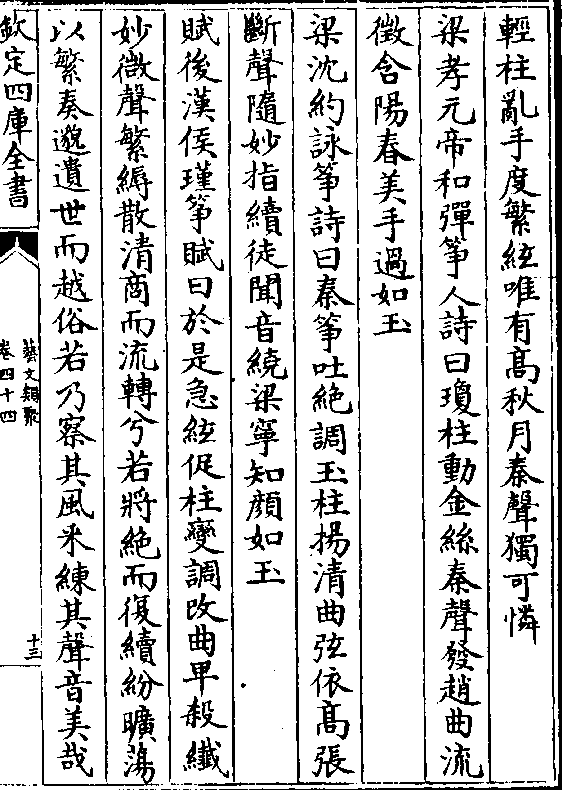 輕柱亂手度繁絃唯有髙秋月秦聲獨可憐
梁孝元帝和彈箏人詩曰瓊柱動金絲秦聲發趙曲流
徵含陽春美手過如玉
梁沈約詠箏詩曰秦箏吐絶調玉柱揚清曲弦依髙張
斷聲隨妙指續徒聞音繞梁寧知顔如玉
賦後漢侯瑾箏賦曰於是急絃促柱變調改曲卑殺纖
妙微聲繁縟散清商而流轉兮若將絶而復續紛曠蕩
以繁奏邈遺世而越俗若乃察其風采練其聲音美哉
欽定四庫全書
藝文類聚
卷四十四
十三